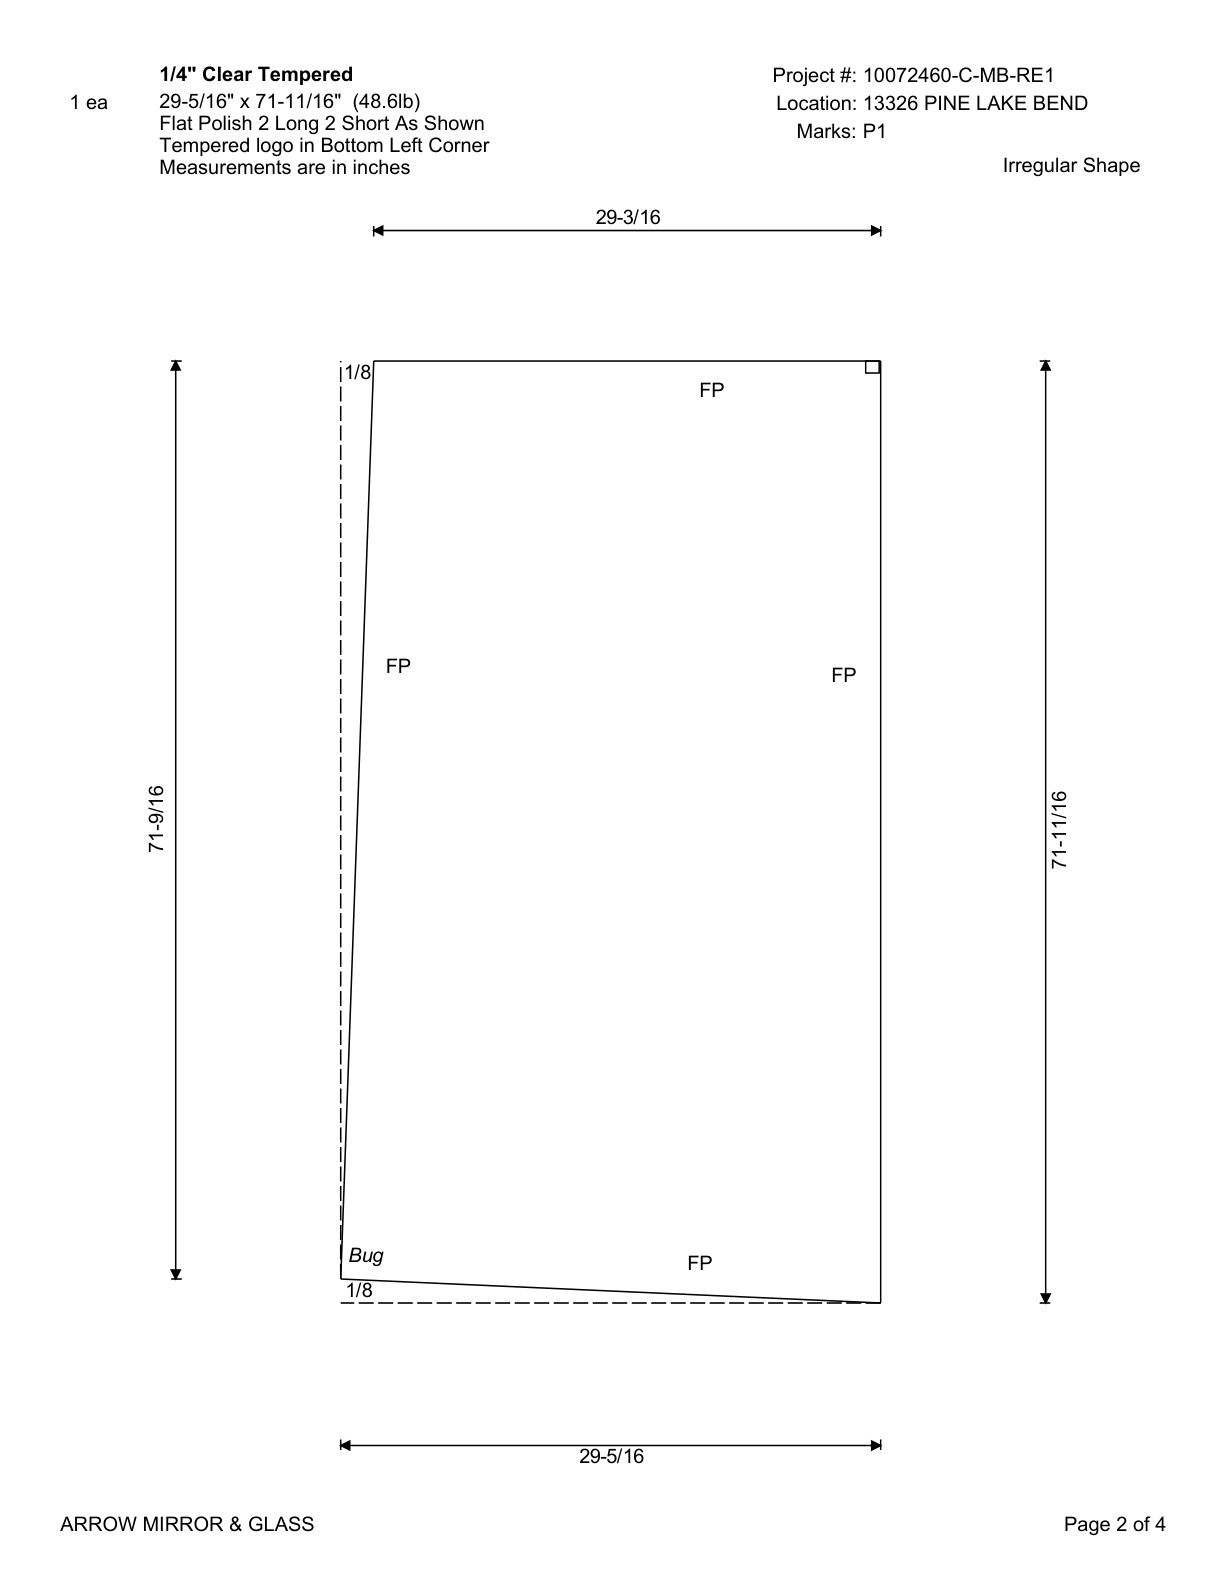 1/4" Clear Tempered
1 ea
29-5/16" x 71-11/16"  (48.6lb)
Flat Polish 2 Long 2 Short As Shown
Tempered logo in Bottom Left Corner
Measurements are in inches
Project #: 10072460-C-MB-RE1
Location: 13326 PINE LAKE BEND
Marks: P1
Irregular Shape
29-3/16
1/8
FP
FP
FP
71-9/16
71-11/16
Bug
FP
1/8
29-5/16
ARROW MIRROR & GLASS
Page 2 of 4